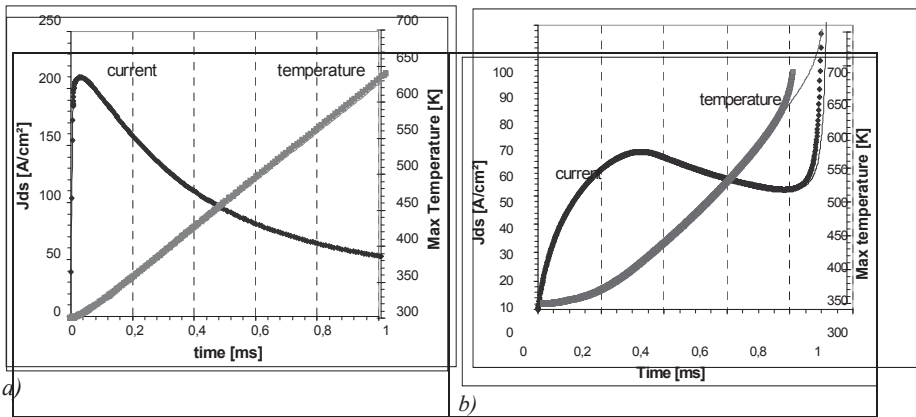 250
200
150
100
50
0
Jds [A/cm²]
current
temperature
700
650
600
550
500
450
400
350
300
Max Temperature [K]
0 0,2 0,4 0,6 0,8 1
time [ms]
a)
100
90
80
70
60
50
40
30
20
10
0
Jds [A/cm²]
current
temperature
700
650
600
550
500
450
400
350
300
Max temperature [K]
0 0,2 0,4 0,6 0,8 1
Time [ms]
b)